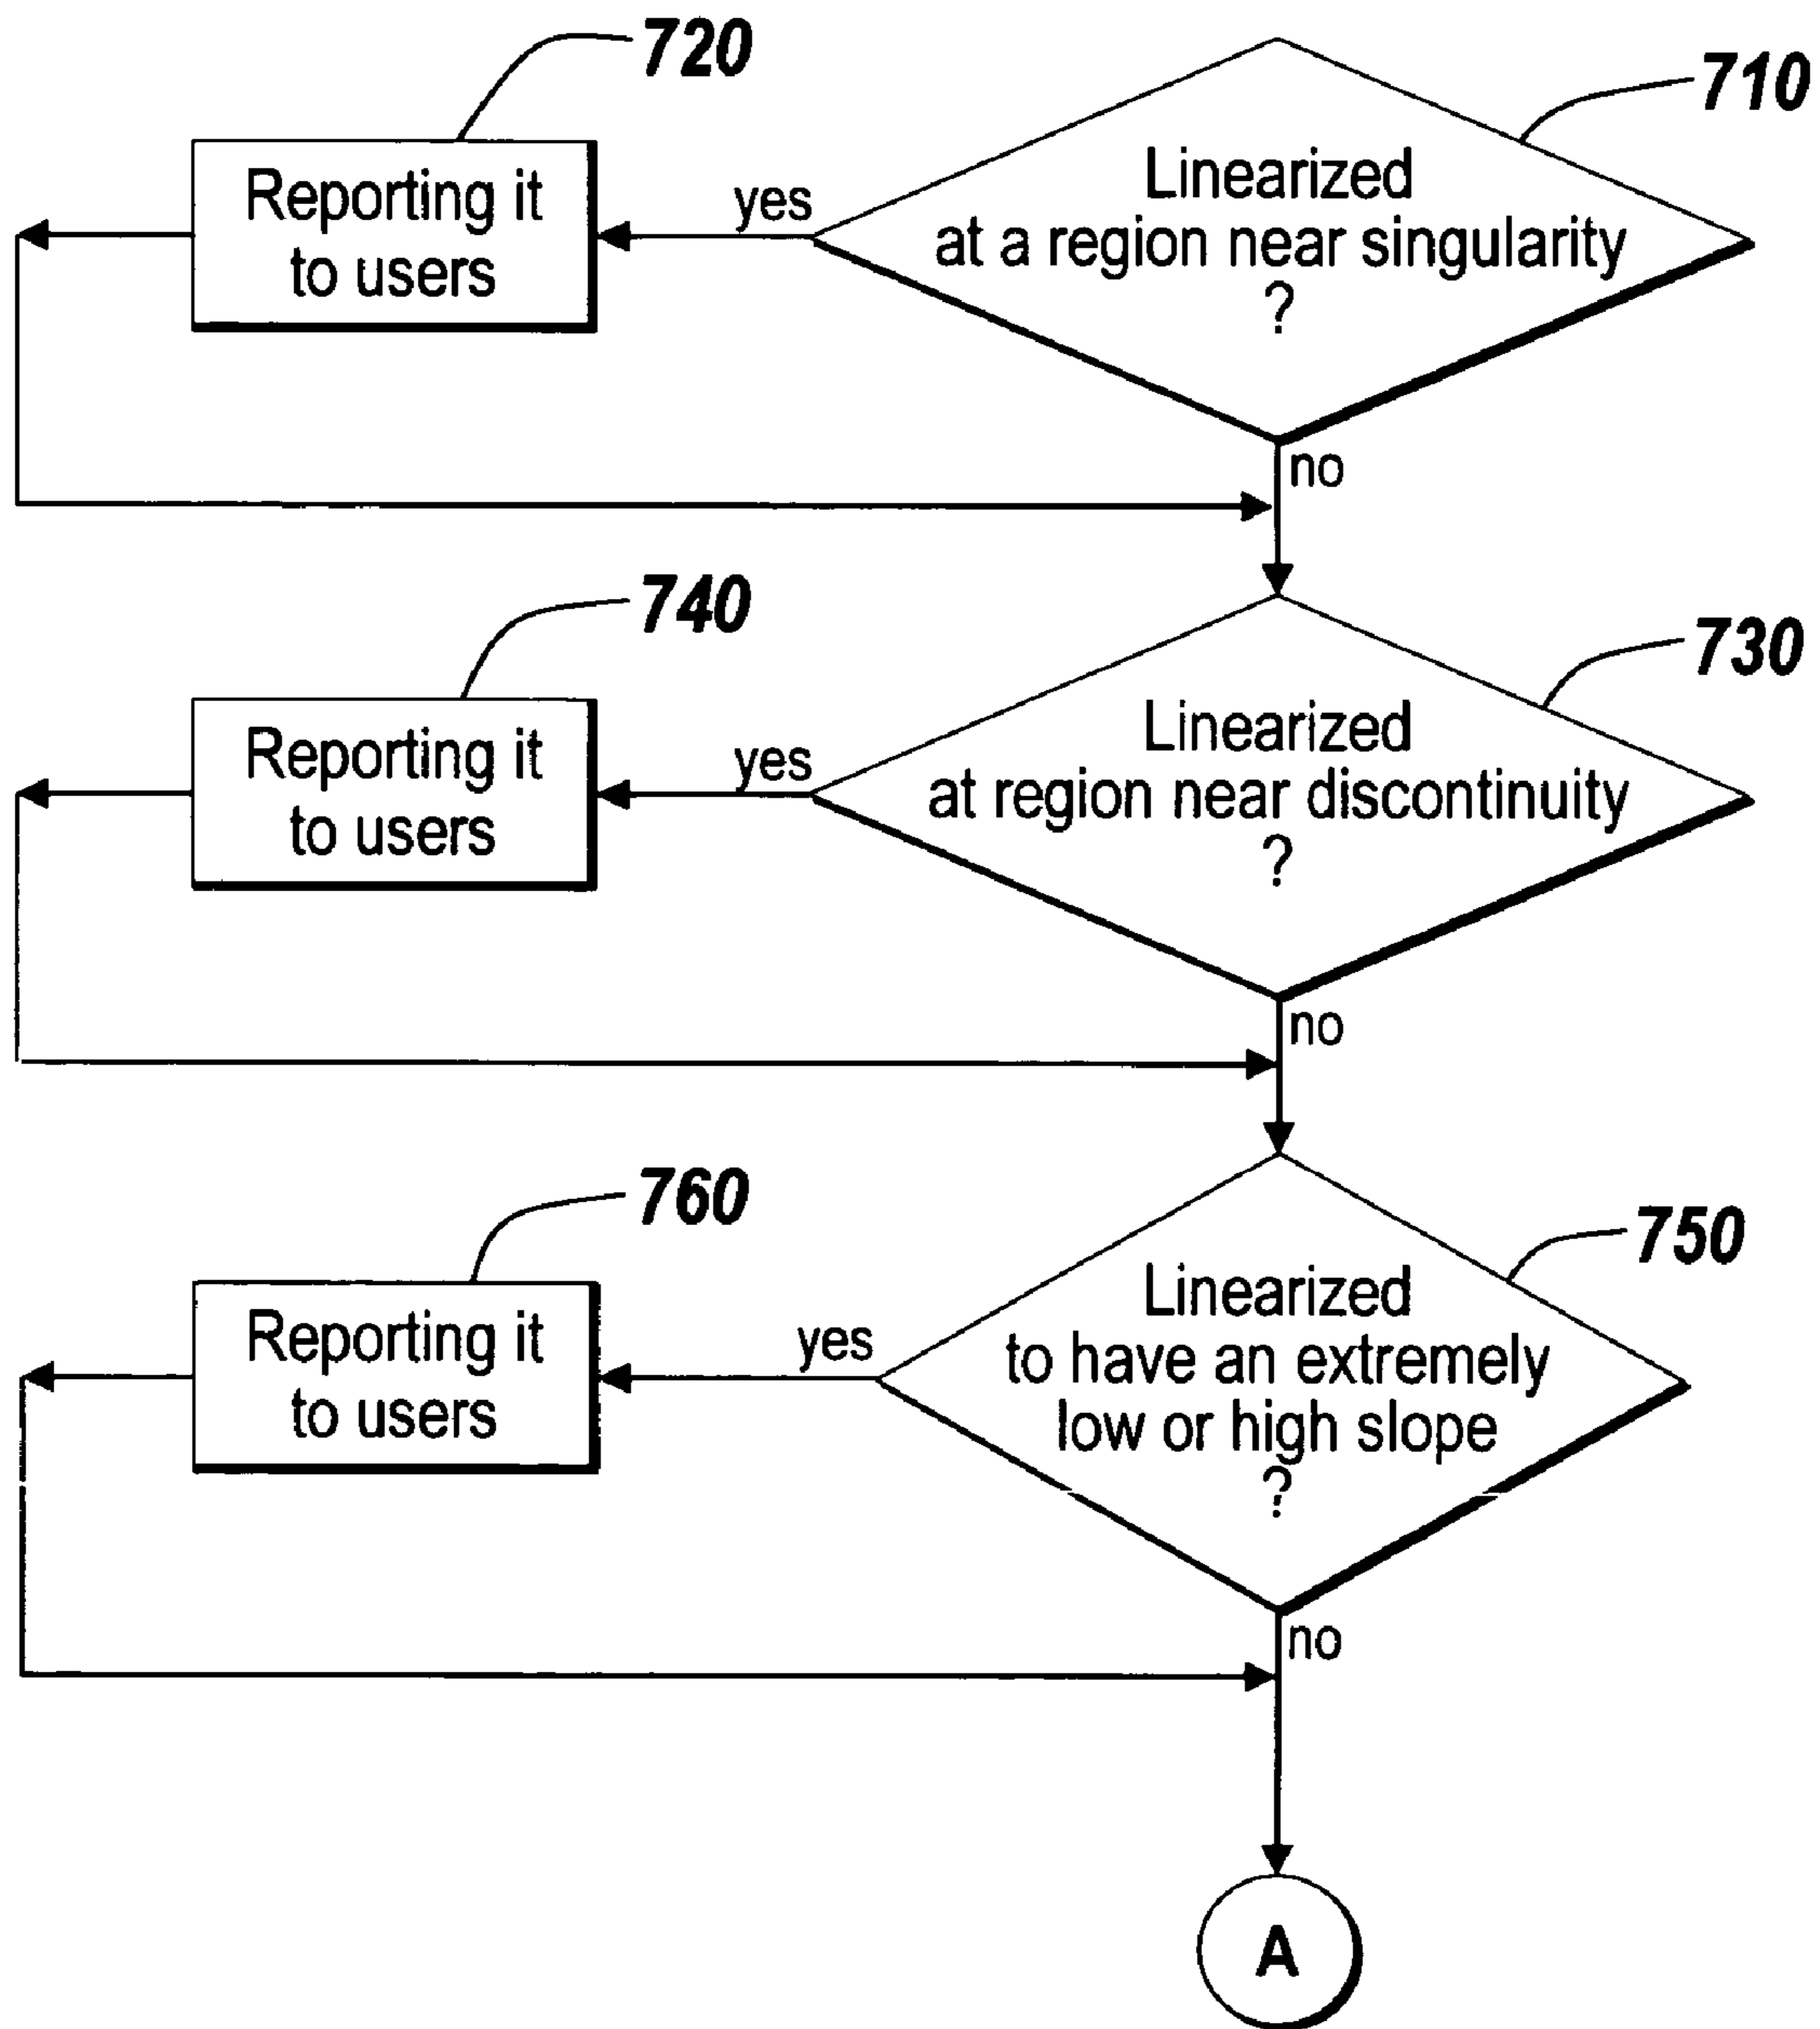 720
710
Reporting it
to users
yes
Linearized
at a region near singularity
?
no
740
730
Reporting it
to users
yes
Linearized
at region near discontinuity
?
no
760
750
Reporting it
to users
yes
Linearized
to have an extremely
low or high slope
?
no
A